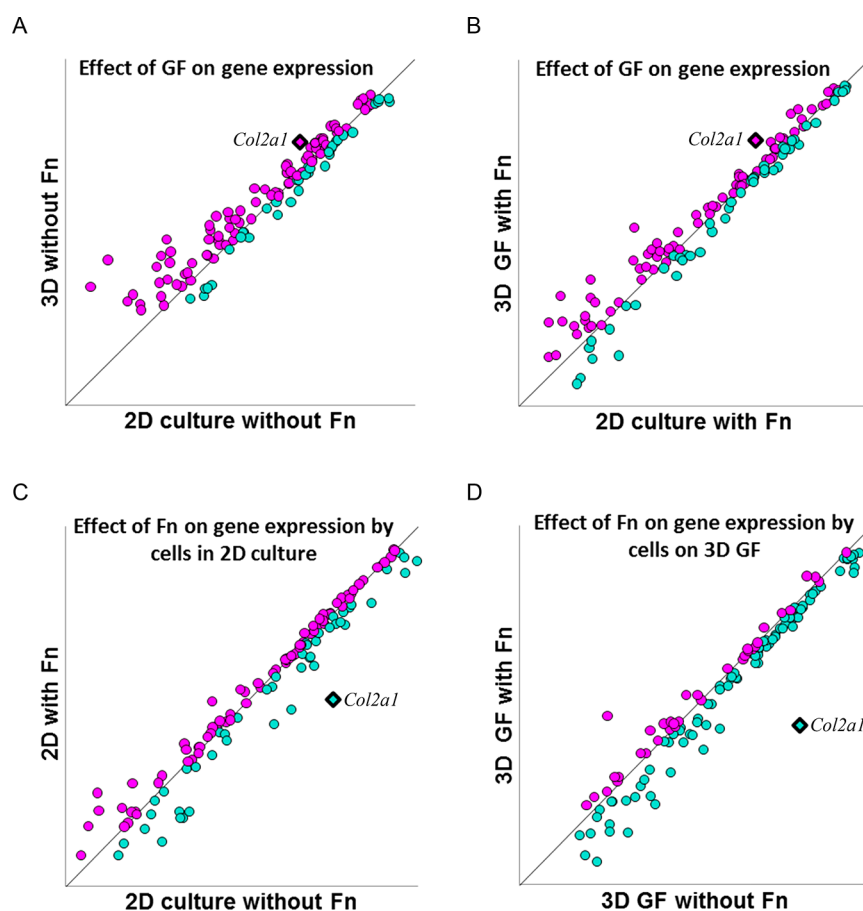 A
Effect of GF on gene expression
Col2a1
3D without Fn
2D culture without Fn
B
Effect of GF on gene expression
Col2a1
3D GF with Fn
2D culture with Fn
C
Effect of Fn on gene expression by
cells in 2D culture
Col2a1
2D with Fn
2D culture without Fn
D
Effect of Fn on gene expression by
cells on 3D GF
Col2a1
3D GF with Fn
3D GF without Fn